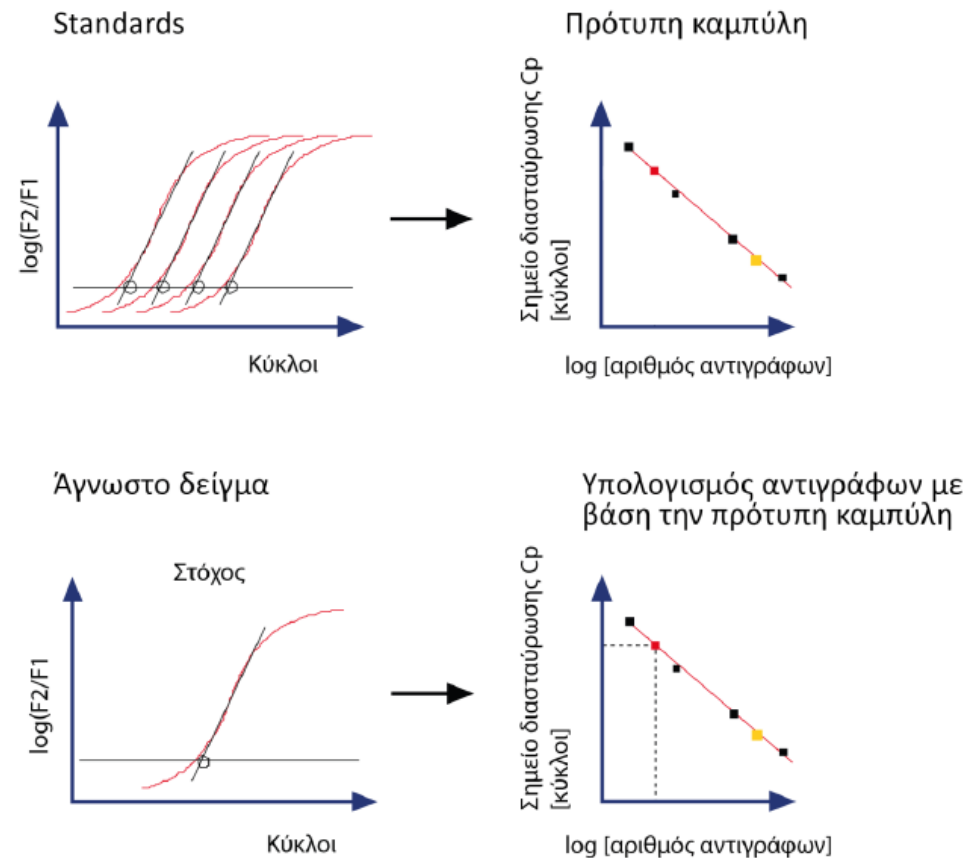 Standards
Πρότυπη καμπύλη
log(F2/F1
Κύκλοι
Σημείο διασταύρωσης Cp
[κύκλοι]
log [αριθμός αντιγράφων]
Άγνωστο δείγμα
Υπολογισμός αντιγράφων με
βάση την πρότυπη καμπύλη
Στόχος
log(F2/F1
Κύκλοι
Σημείο διασταύρωσης Cp
[κύκλοι]
log [αριθμός αντιγράφων]